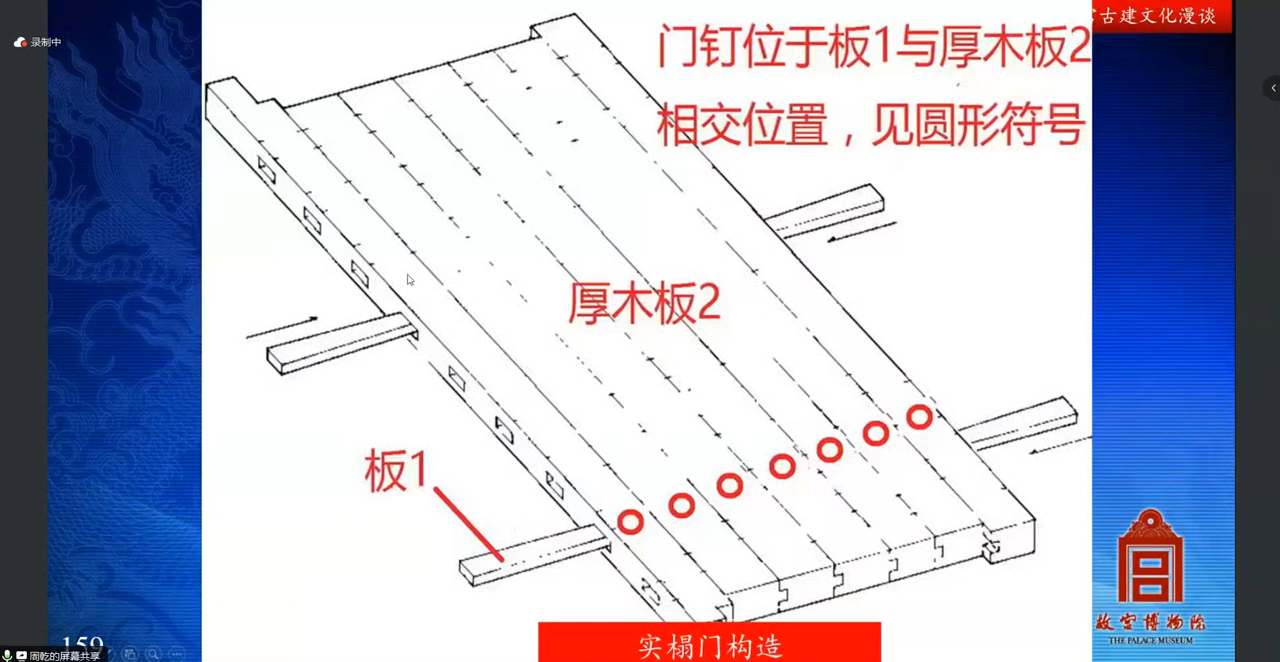 录制中
古建文化漫谈
门钉位于板1与厚木板2
相交位置，见圆形符号
厚木板2
板1
实榻门构造
故宫博物院
THE PALACE MUSEUM
159
周乾的屏幕共享